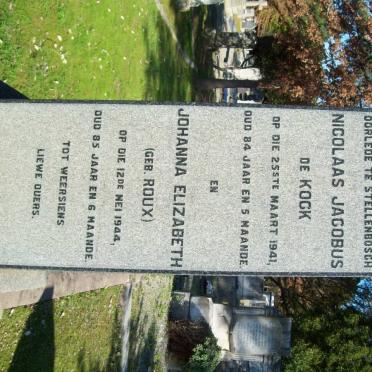 OORLEDE TE STELLENBOSCH
NICOLAAS JACOBUS
DE KOCK
OP DIE 25STE MAART 1941,
OUD 84 JAAR EN 5 MAANDE.
EN
JOHANNA ELIZABETH
(GEB ROUX)
OP DIE 12DE MEI 1944,
OUD 85 JAAR EN 6 MAANDE.
TOT WEERSIENS
LIEWE OUERS.